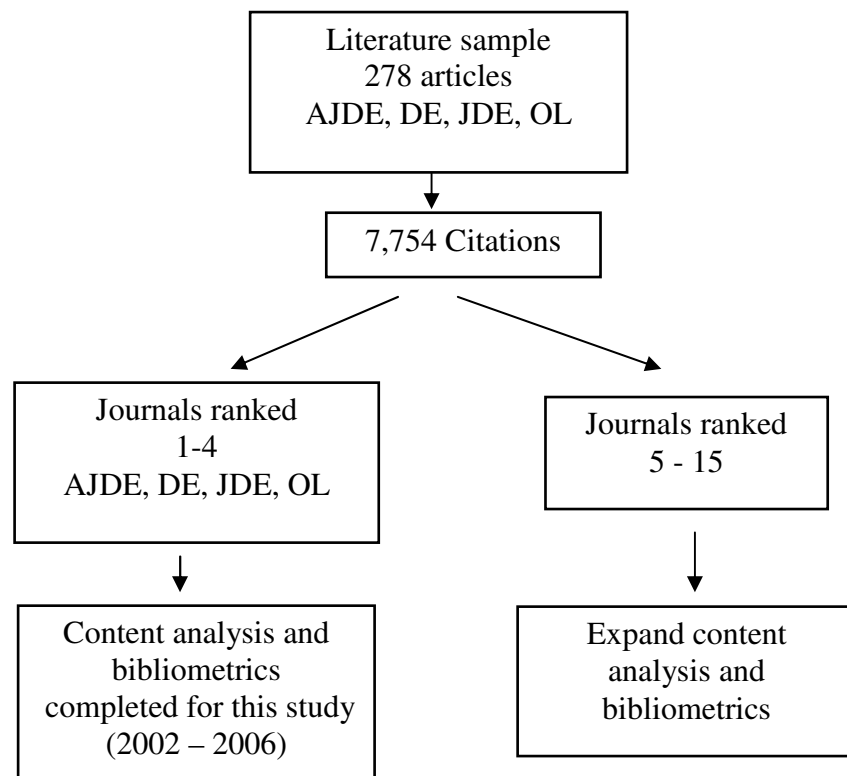 Literature sample
278 articles
AJDE, DE, JDE, OL
7,754 Citations
Journals ranked
1-4
AJDE, DE, JDE, OL
Journals ranked
5 - 15
Content analysis and
bibliometrics
completed for this study
(2002 – 2006)
Expand content
analysis and
bibliometrics